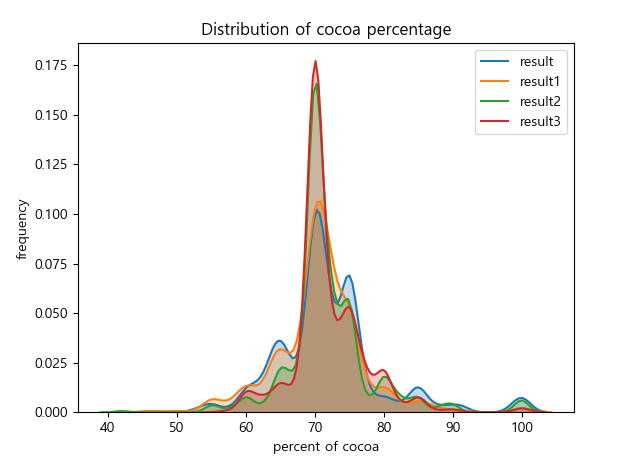 Distribution of cocoa percentage
0.175
0.150
0.125
0.100
0.075
0.050
0.025
0.000
frequency
40 50 60 70 80 90 100
percent of cocoa
result
result1
result2
result3